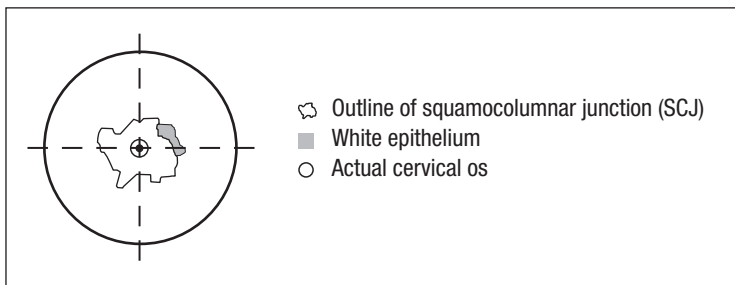 Outline of squamocolumnar junction (SCJ)
White epithelium
Actual cervical os